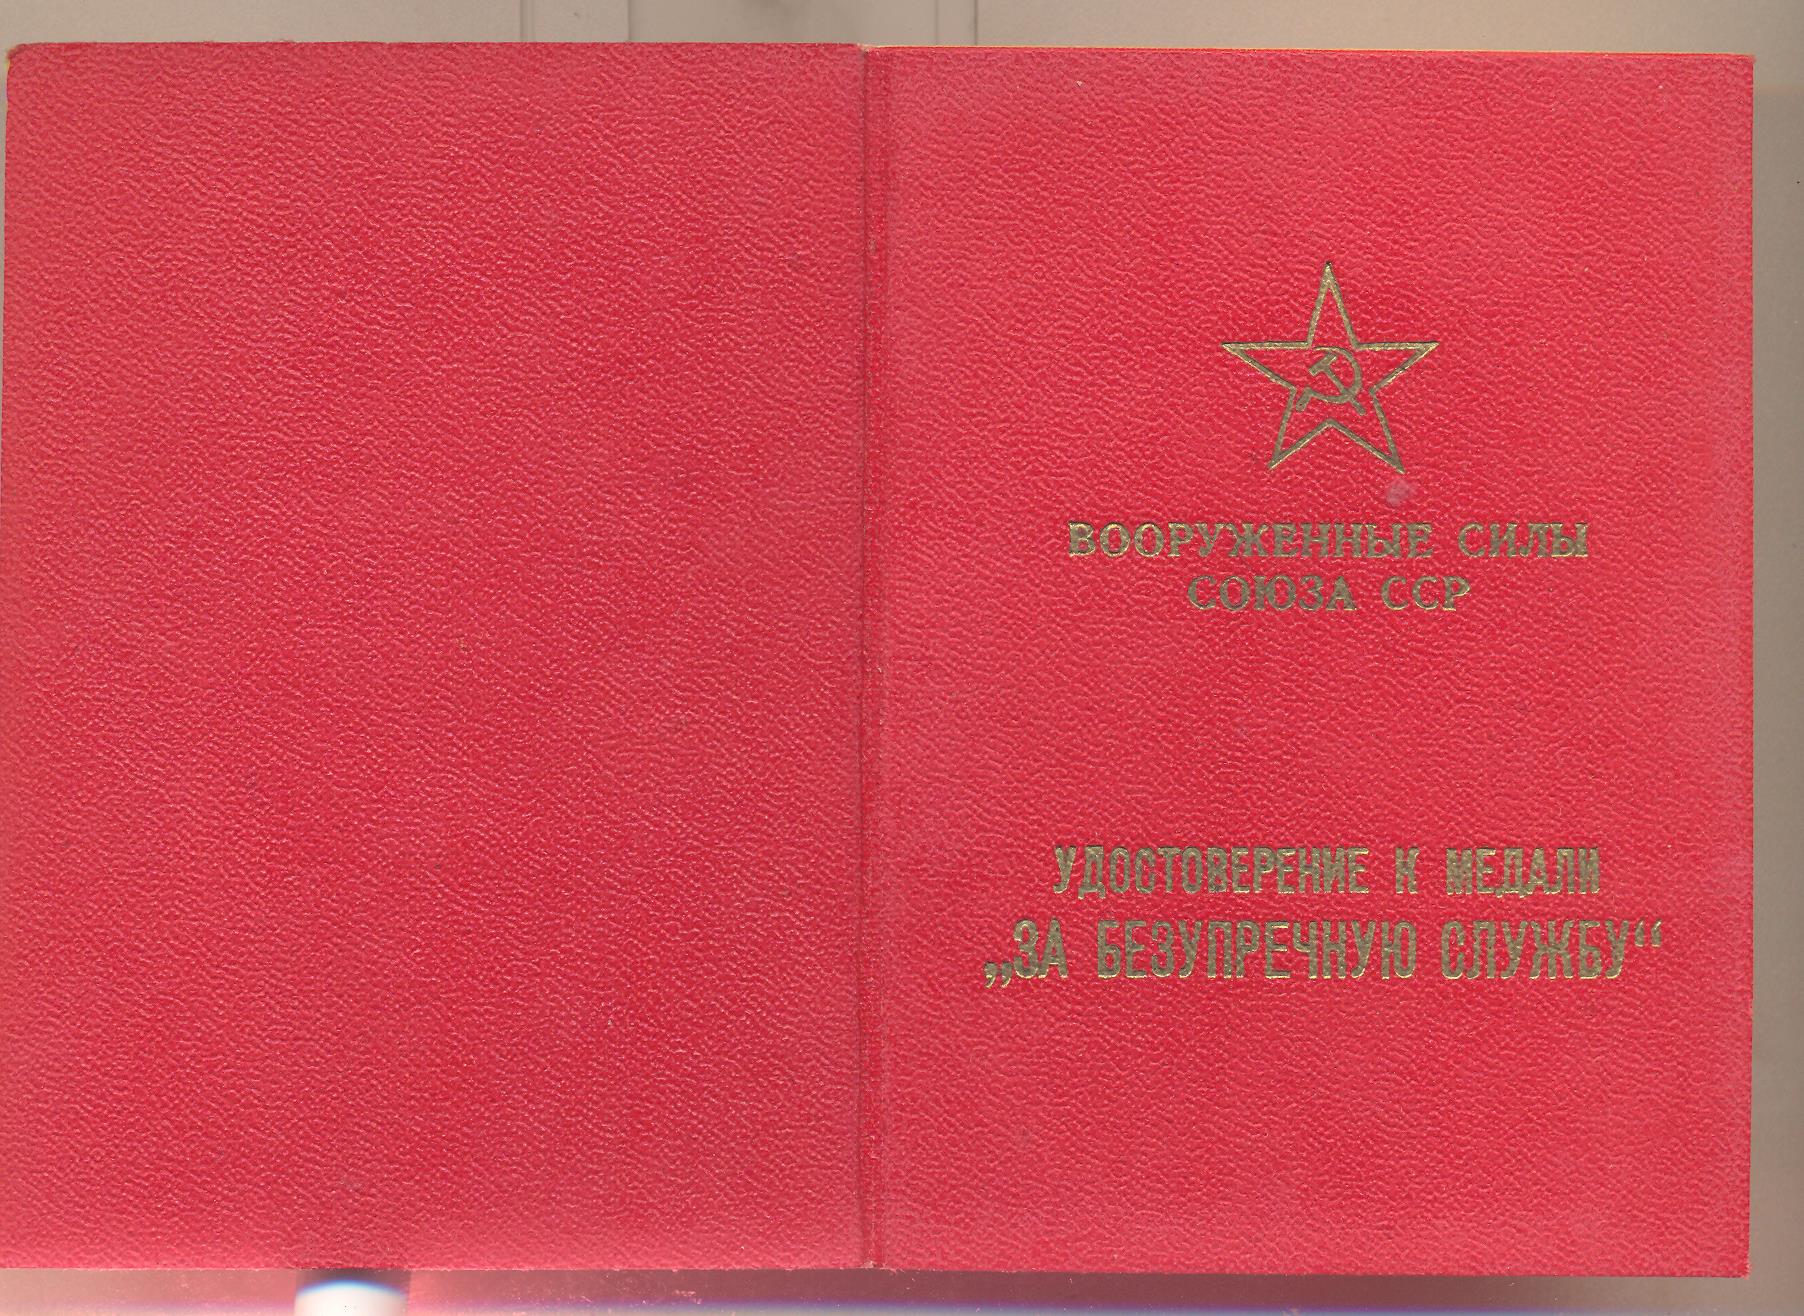 ВООРУЖЕННЫЕ СИЛЫ
СОЮЗА ССР
УДОСТОВЕРЕНИЕ К МЕДАЛИ
„ЗА БЕЗУПРЕЧНУЮ СЛУЖБУ“